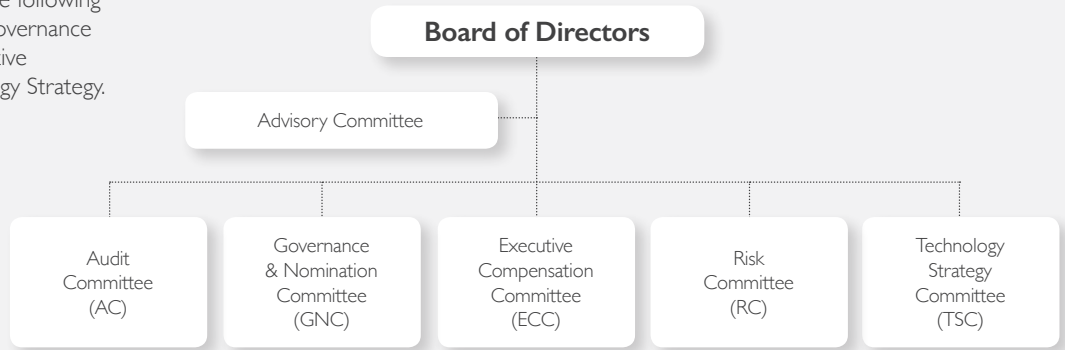 e following
overnance
tive
gy Strategy.
Board of Directors
Advisory Committee
Audit
Committee
(AC)
Governance
& Nomination
Committee
(GNC)
Executive
Compensation
Committee
(ECC)
Risk
Committee
(RC)
Technology
Strategy
Committee
(TSC)